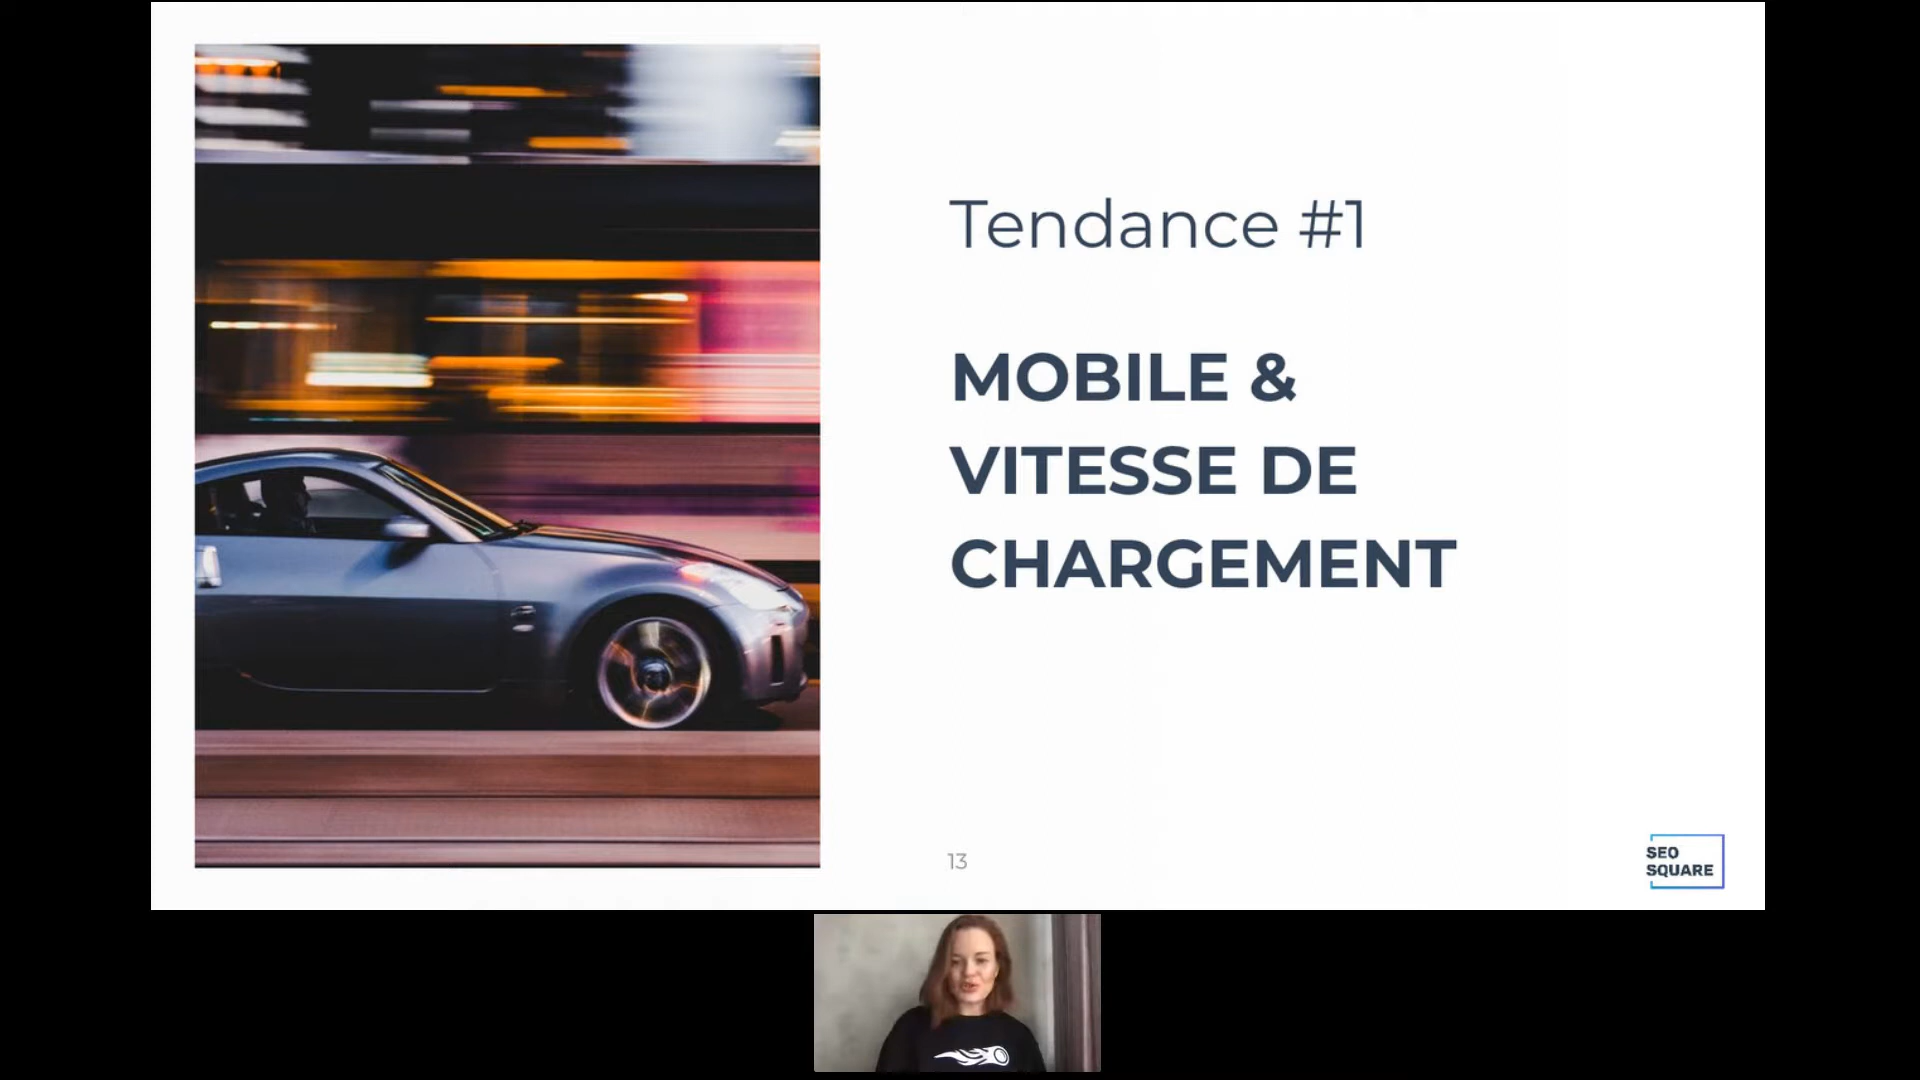 Tendance #1
MOBILE &
VITESSE DE
CHARGEMENT
13
SEO
SQUARE